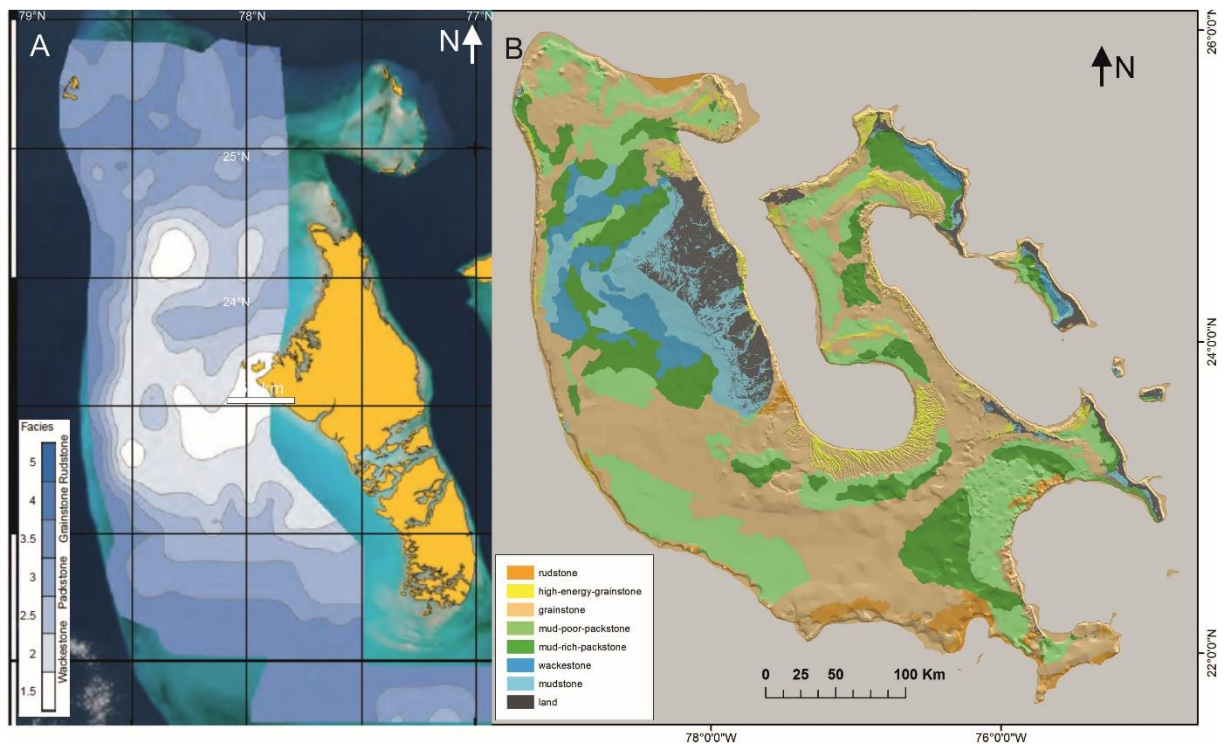 79°N
78°N
77°N
A
N
25°N
24°N
km
Facies
5
4
3.5
3
2.5
2
1.5
Rudstone
Grainstone
Packstone
Wackestone
B
N
26°0'0"N
24°0'0"N
22°0'0"N
rudstone
high-energy-grainstone
grainstone
mud-poor-packstone
mud-rich-packstone
wackestone
mudstone
land
0 25 50 100 Km
78°0'0"W
76°0'0"W